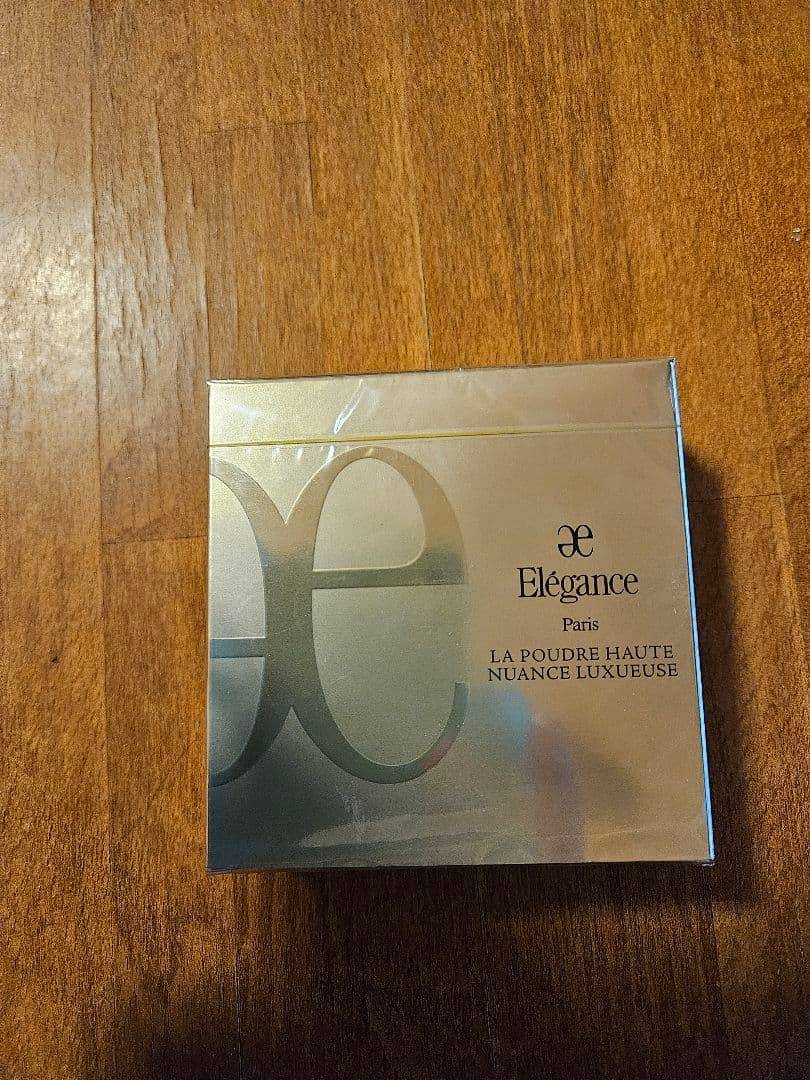 æ
Elégance
Paris
LA POUDRE HAUTE
NUANCE LUXUEUSE